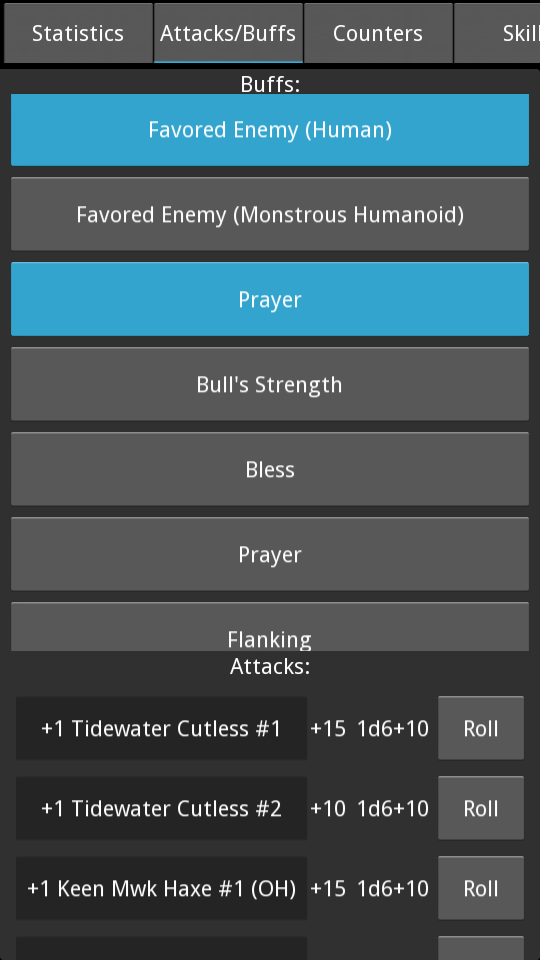 Statistics
Attacks/Buffs
Counters
Skil
Buffs:
Favored Enemy (Human)
Favored Enemy (Monstrous Humanoid)
Prayer
Bull's Strength
Bless
Prayer
Flanking
Attacks:
+1 Tidewater Cutless #1 +15 1d6+10 Roll
+1 Tidewater Cutless #2 +10 1d6+10 Roll
+1 Keen Mwk Haxe #1 (OH) +15 1d6+10 Roll